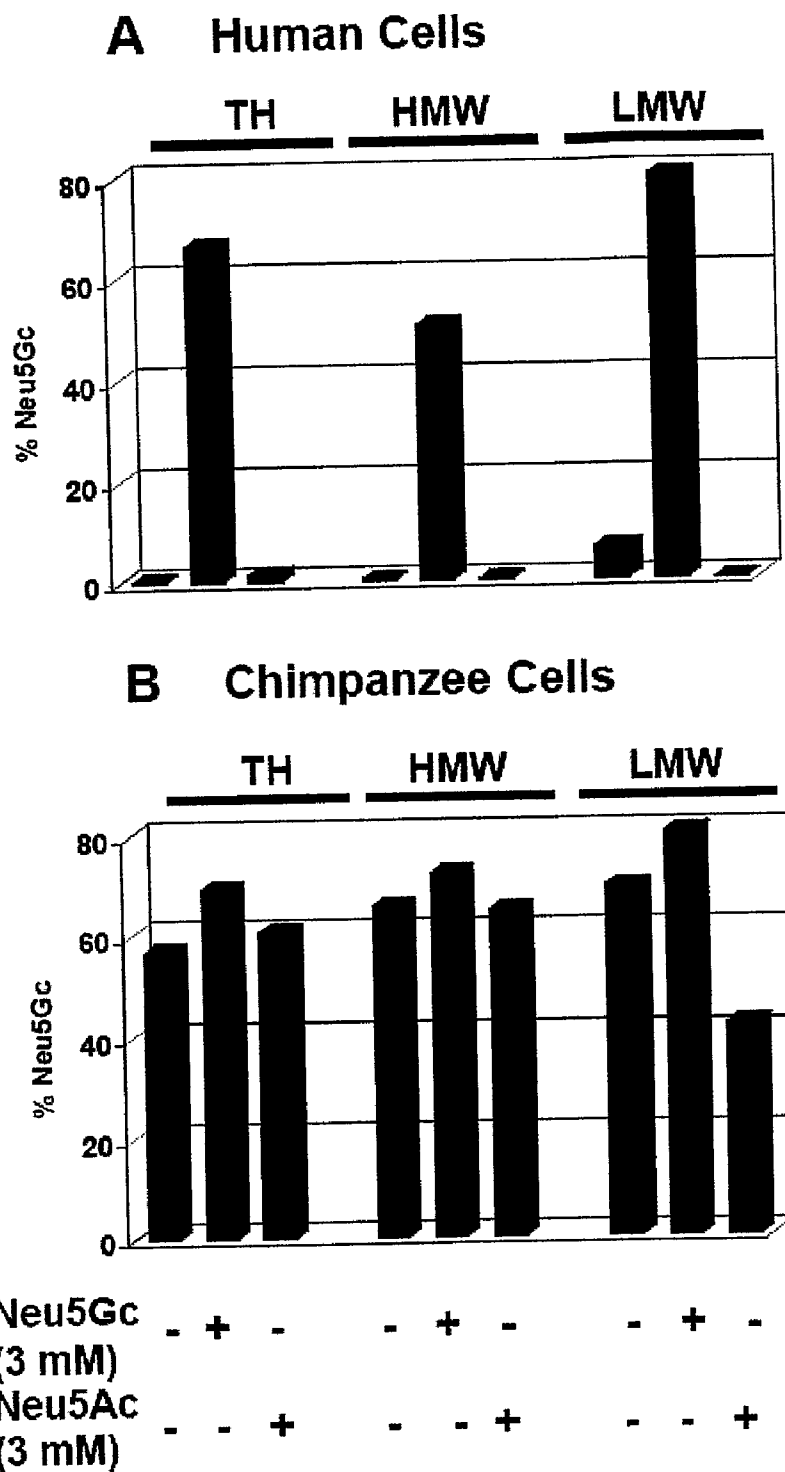 A Human Cells
TH HMW LMW
80
60
40
20
0
% Neu5Gc
B Chimpanzee Cells
TH HMW LMW
80
60
40
20
0
% Neu5Gc
Neu5Gc - + - - + - - + -
(3 mM)
Neu5Ac - - + - - + - - +
(3 mM)